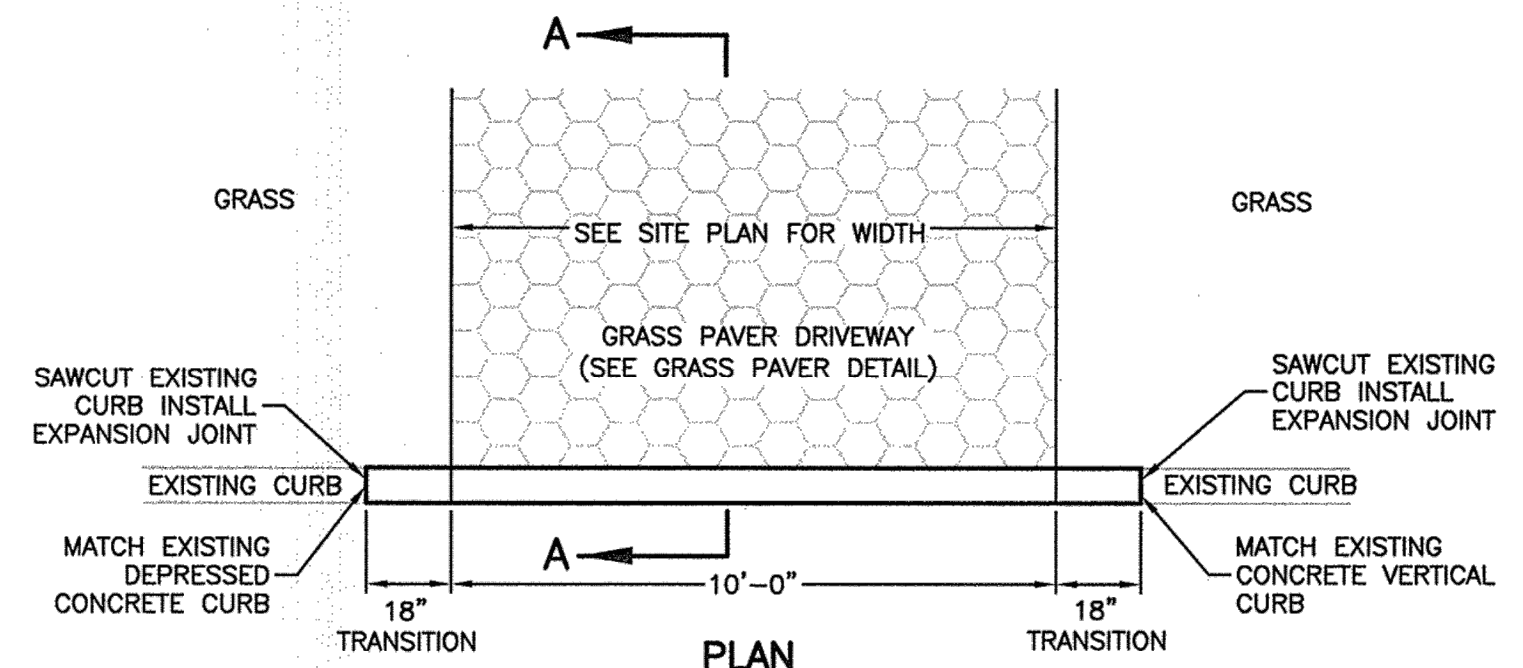 A
GRASS
GRASS
SEE SITE PLAN FOR WIDTH
GRASS PAVER DRIVEWAY
(SEE GRASS PAVER DETAIL)
SAWCUT EXISTING
CURB INSTALL
EXPANSION JOINT
SAWCUT EXISTING
CURB INSTALL
EXPANSION JOINT
EXISTING CURB
EXISTING CURB
MATCH EXISTING
DEPRESSED
CONCRETE CURB
A
MATCH EXISTING
CONCRETE VERTICAL
CURB
10'-0"
18"
TRANSITION
18"
TRANSITION
PLAN